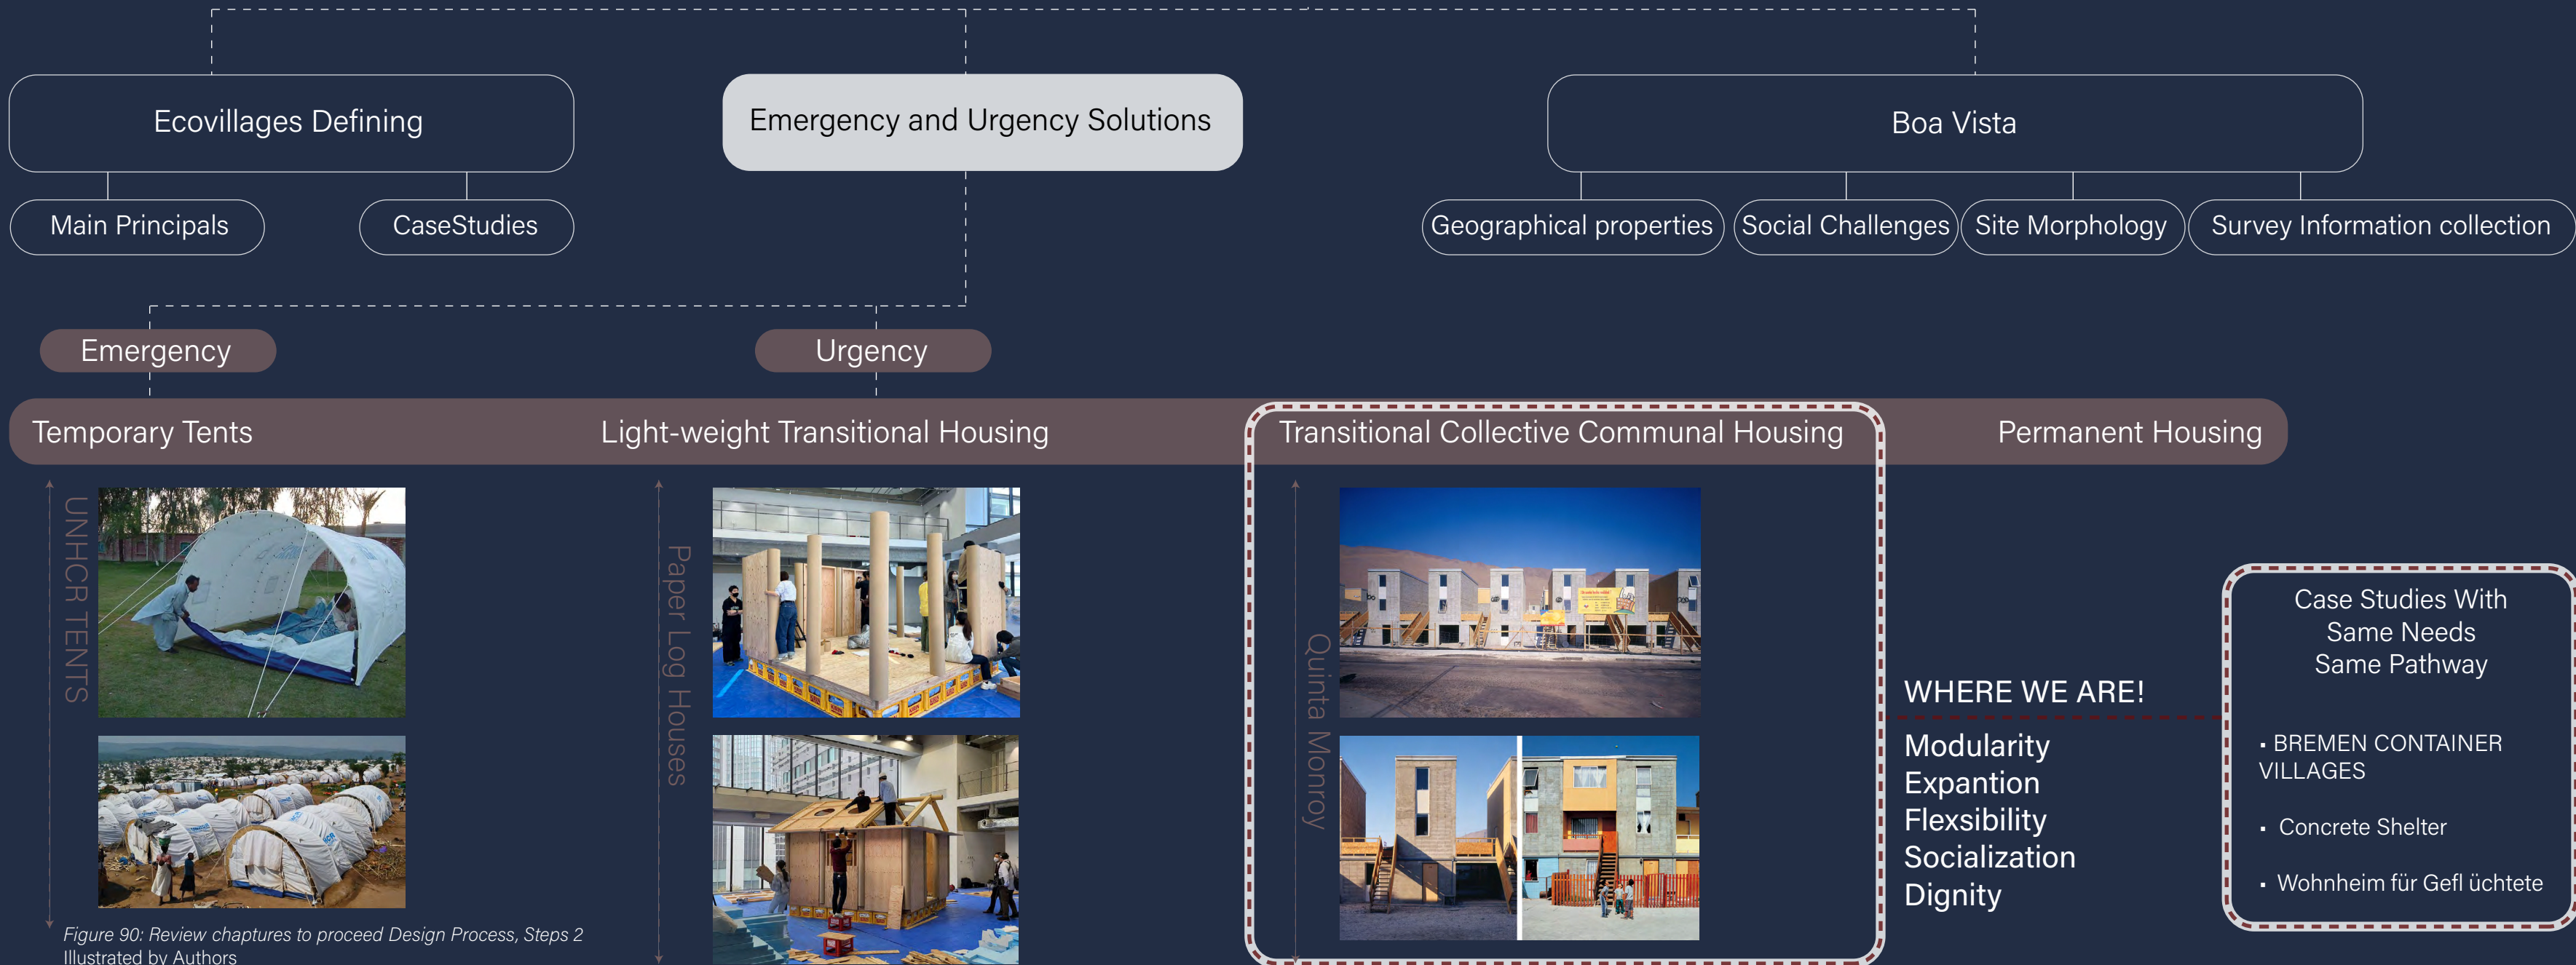 Ecovillages Defining
Emergency and Urgency Solutions
Boa Vista
Main Principals
CaseStudies
Geographical properties
Social Challenges
Site Morphology
Survey Information collection
Emergency
Urgency
Temporary Tents
Light-weight Transitional Housing
Transitional Collective Communal Housing
Permanent Housing
UNHCR TENTS
Paper Log Houses
Quinta Monroy
WHERE WE ARE!
Modularity
Expantion
Flexsibility
Socialization
Dignity
Case Studies With
Same Needs
Same Pathway
▪ BREMEN CONTAINER
VILLAGES
▪ Concrete Shelter
▪ Wohnheim für Gefl üchtete
Figure 90: Review chaptures to proceed Design Process, Steps 2
Illustrated by Authors